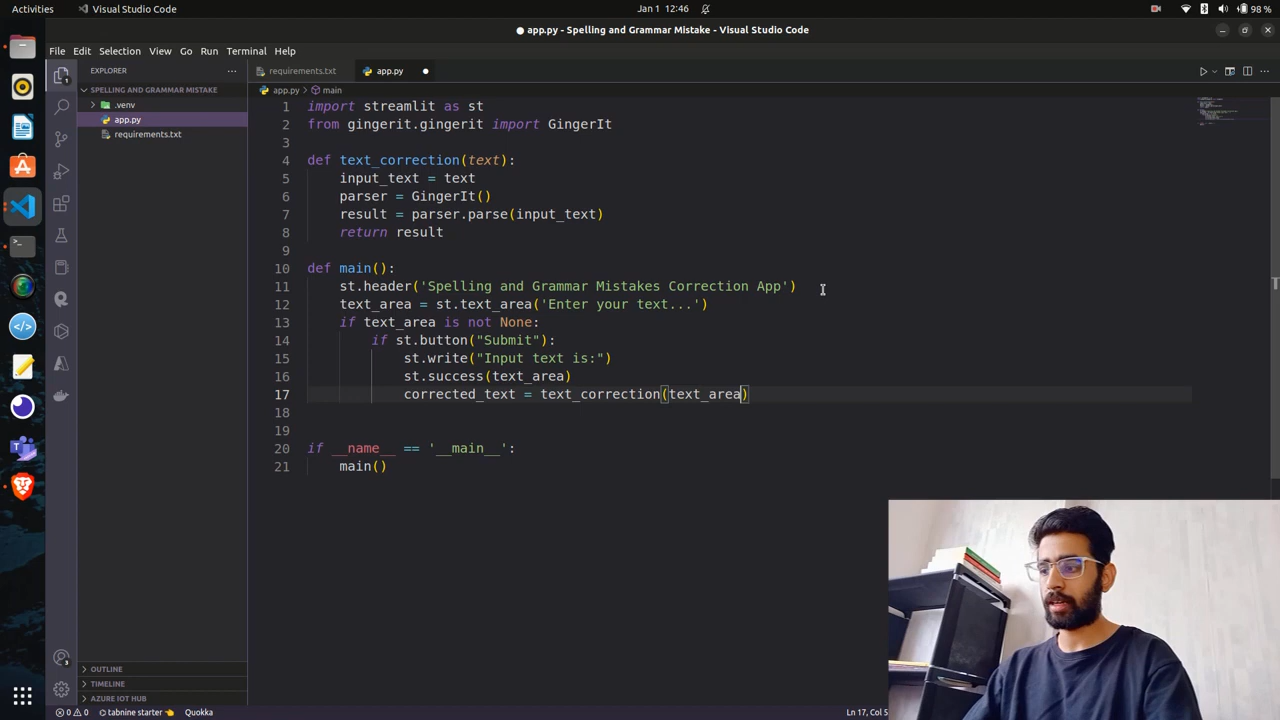 Activities
Visual Studio Code
Jan 1 12:46
98 %
● app.py - Spelling and Grammar Mistake - Visual Studio Code
File Edit Selection View Go Run Terminal Help
EXPLORER
requirements.txt
app.py
SPELLING AND GRAMMAR MISTAKE
.venv
app.py
requirements.txt
app.py > main
1 import streamlit as st
2 from gingerit.gingerit import GingerIt
3
4 def text_correction(text):
5 input_text = text
6 parser = GingerIt()
7 result = parser.parse(input_text)
8 return result
9
10 def main():
11 st.header('Spelling and Grammar Mistakes Correction App')
12 text_area = st.text_area('Enter your text...')
13 if text_area is not None:
14 if st.button("Submit"):
15 st.write("Input text is:")
16 st.success(text_area)
17 corrected_text = text_correction(text_area)
18
19
20 if __name__ == '__main__':
21 main()
OUTLINE
TIMELINE
AZURE IOT HUB
0 0 tabnine starter Quokka
Ln 17, Col 5